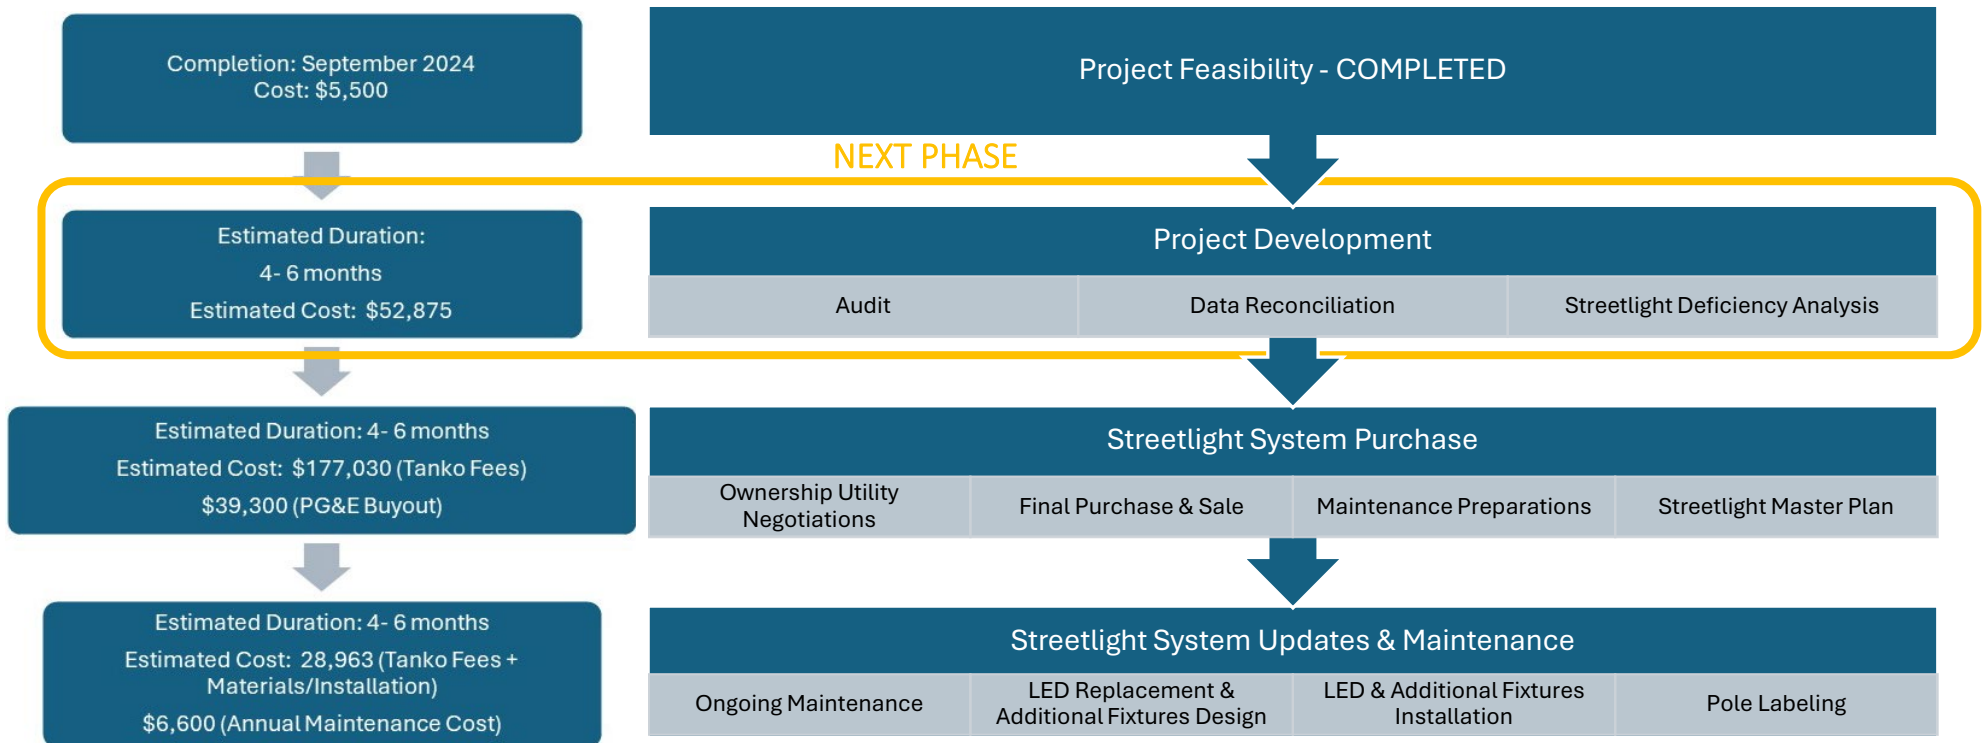 Completion: September 2024
Cost: $5,500
Project Feasibility - COMPLETED
NEXT PHASE
Estimated Duration:
4- 6 months
Estimated Cost: $52,875
Project Development
Audit
Data Reconciliation
Streetlight Deficiency Analysis
Estimated Duration: 4- 6 months
Estimated Cost: $177,030 (Tanko Fees)
$39,300 (PG&E Buyout)
Streetlight System Purchase
Ownership Utility
Negotiations
Final Purchase & Sale
Maintenance Preparations
Streetlight Master Plan
Estimated Duration: 4- 6 months
Estimated Cost: 28,963 (Tanko Fees +
Materials/Installation)
$6,600 (Annual Maintenance Cost)
Streetlight System Updates & Maintenance
Ongoing Maintenance
LED Replacement &
Additional Fixtures Design
LED & Additional Fixtures
Installation
Pole Labeling